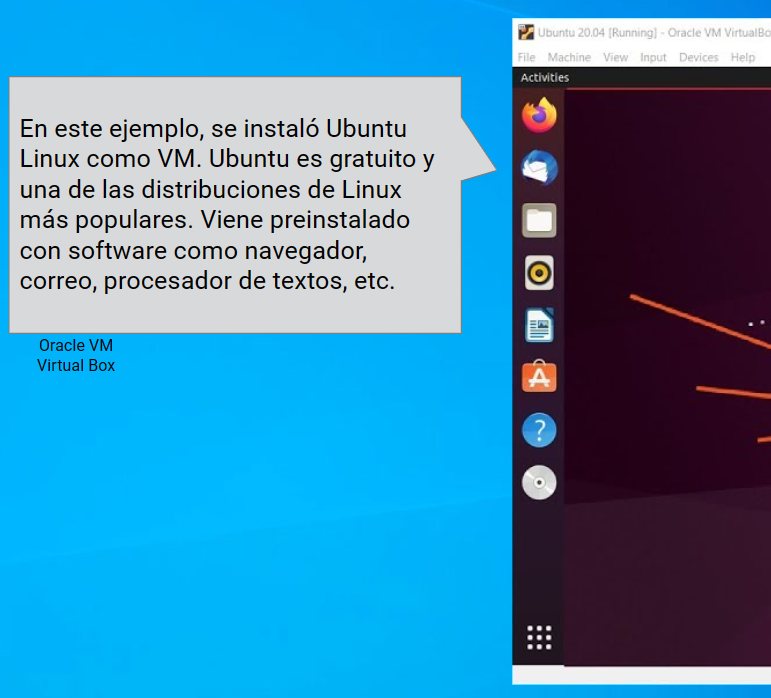 Ubuntu 20.04 [Running] - Oracle VM VirtualBo
File Machine View Input Devices Help
Activities
En este ejemplo, se instaló Ubuntu
Linux como VM. Ubuntu es gratuito y
una de las distribuciones de Linux
más populares. Viene preinstalado
con software como navegador,
correo, procesador de textos, etc.
Oracle VM
Virtual Box